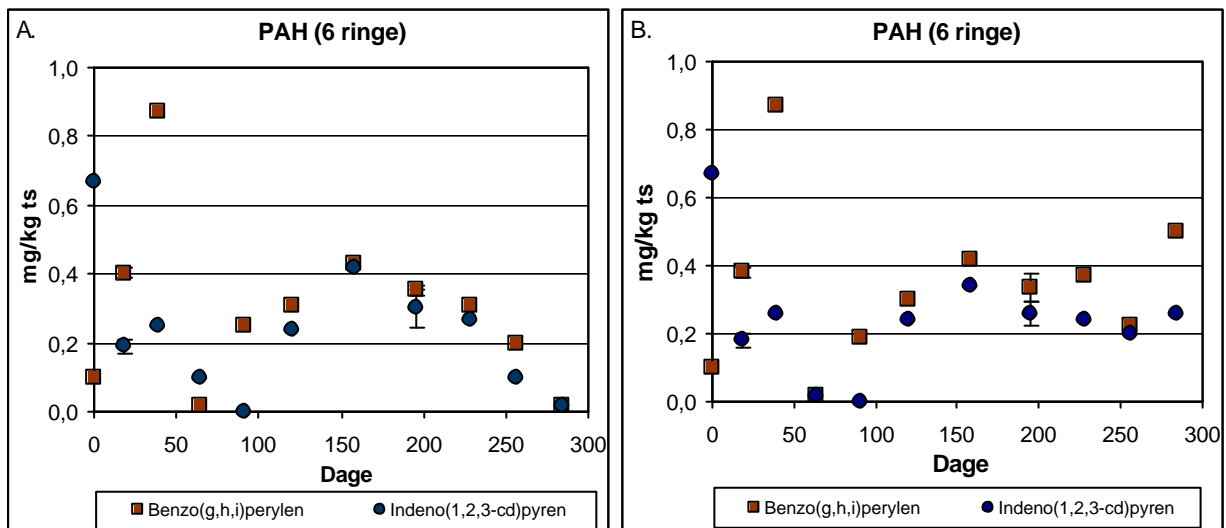 A.
PAH (6 ringe)
1,0
0,8
0,6
0,4
0,2
0,0
mg/kg ts
0 50 100 150 200 250 300
Dage
Benzo(g,h,i)perylen Indeno(1,2,3-cd)pyren
B.
PAH (6 ringe)
1,0
0,8
0,6
0,4
0,2
0,0
mg/kg ts
0 50 100 150 200 250 300
Dage
Benzo(g,h,i)perylen Indeno(1,2,3-cd)pyren